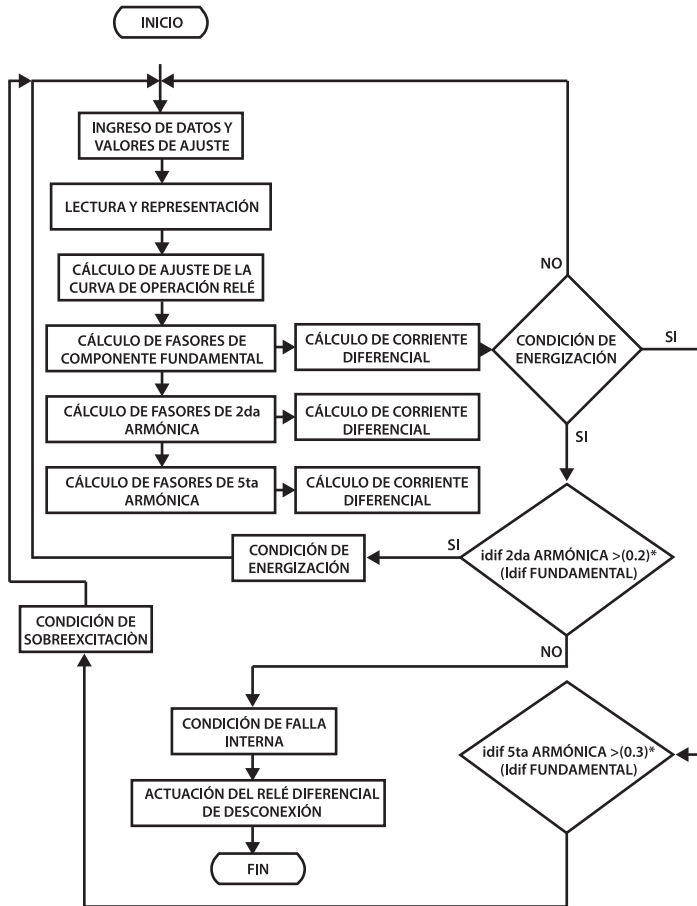 INICIO
INGRESO DE DATOS Y
VALORES DE AJUSTE
LECTURA Y REPRESENTACIÓN
CÁLCULO DE AJUSTE DE LA
CURVA DE OPERACIÓN RELÉ
CÁLCULO DE FASORES DE
COMPONENTE FUNDAMENTAL
CÁLCULO DE CORRIENTE
DIFERENCIAL
NO
CONDICIÓN DE
ENERGIZACIÓN
SI
SI
CÁLCULO DE FASORES DE 2da
ARMÓNICA
CÁLCULO DE CORRIENTE
DIFERENCIAL
CÁLCULO DE FASORES DE 5ta
ARMÓNICA
CÁLCULO DE CORRIENTE
DIFERENCIAL
idif 2da ARMÓNICA >(0.2)*
(Idif FUNDAMENTAL)
SI
CONDICIÓN DE
ENERGIZACIÓN
NO
CONDICIÓN DE
SOBREEXCITACIÒN
CONDICIÓN DE FALLA
INTERNA
idif 5ta ARMÓNICA >(0.3)*
(Idif FUNDAMENTAL)
ACTUACIÓN DEL RELÉ DIFERENCIAL
DE DESCONEXIÓN
FIN